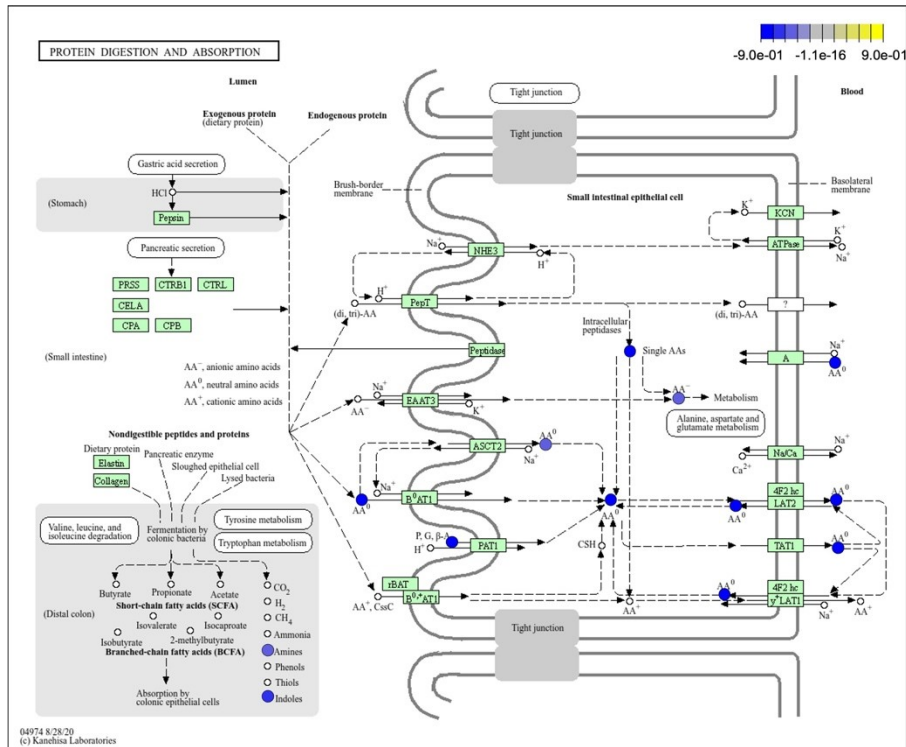 -9.0e-01 -1.1e-16 9.0e-01
PROTEIN DIGESTION AND ABSORPTION
Lumen
Tight junction
Blood
Exogenous protein
(dietary protein)
Endogenous protein
Tight junction
Gastric acid secretion
HCl
(Stomach)
Pepsin
Brush-border
membrane
Small intestinal epithelial cell
Basolateral
membrane
K+
KCN
Pancreatic secretion
Na+
NHE3
H+
ATPase
K+
Na+
PRSS CTRB1 CTRL
CELA
CPA CPB
H+
PepT
(di, tri)-AA
?
(di, tri)-AA
Intracellular
peptidases
(Small intestine)
Peptidase
Single AAs
A
Na+
AA0
AA−, anionic amino acids
AA0, neutral amino acids
AA+, cationic amino acids
Na+
EAAT3
AA−
K+
AA−
Metabolism
Alanine, aspartate and
glutamate metabolism
Nondigestible peptides and proteins
Dietary protein
Pancreatic enzyme
Sloughed epithelial cell
Lysed bacteria
Elastin
Collagen
ASCT2
AA0
Na+
Na/Ca
Na+
Ca2+
Na+
B0AT1
AA0
AA0
4F2 hc
LAT2
AA0
AA0
Valine, leucine, and
isoleucine degradation
Fermentation by
colonic bacteria
Tyrosine metabolism
Tryptophan metabolism
P, G, β-A
H+
PAT1
CSH
TAT1
AA0
rBAT
B0,+AT1
AA+, CssC
AA+
AA0
4F2 hc
y+LAT1
Na+
AA+
Butyrate
Propionate
Acetate
Short-chain fatty acids (SCFA)
(Distal colon)
Isovalerate
Isocaproate
Isobutyrate
2-methylbutyrate
Branched-chain fatty acids (BCFA)
Absorption by
colonic epithelial cells
CO2
H2
CH4
Ammonia
Amines
Phenols
Thiols
Indoles
Tight junction
04974 8/28/20
(c) Kanehisa Laboratories